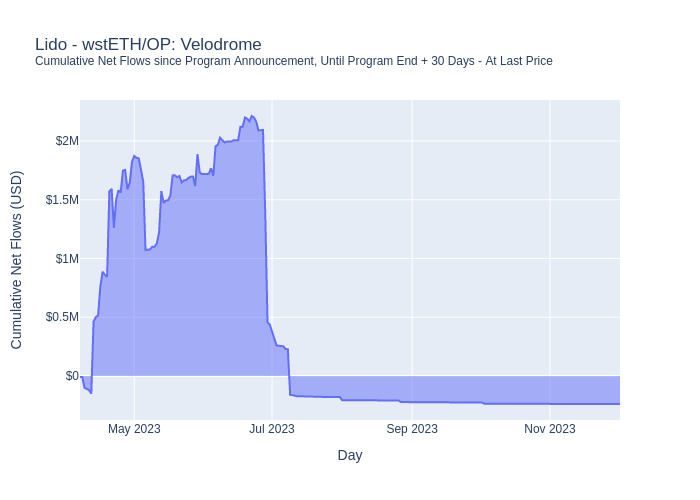 Lido - wstETH/OP: Velodrome
Cumulative Net Flows since Program Announcement, Until Program End + 30 Days - At Last Price
Cumulative Net Flows (USD)
$2M
$1.5M
$1M
$0.5M
$0
May 2023
Jul 2023
Sep 2023
Nov 2023
Day